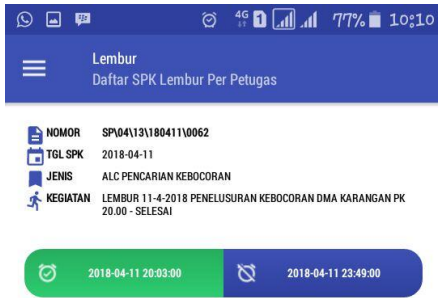 4G 1 77% 10:10
Lembur
Daftar SPK Lembur Per Petugas
NOMOR SP\04\13\180411\0062
TGL SPK 2018-04-11
JENIS ALC PENCARIAN KEBOCORAN
KEGIATAN LEMBUR 11-4-2018 PENELUSURAN KEBOCORAN DMA KARANGAN PK
20.00 - SELESAI
2018-04-11 20:03:00 2018-04-11 23:49:00